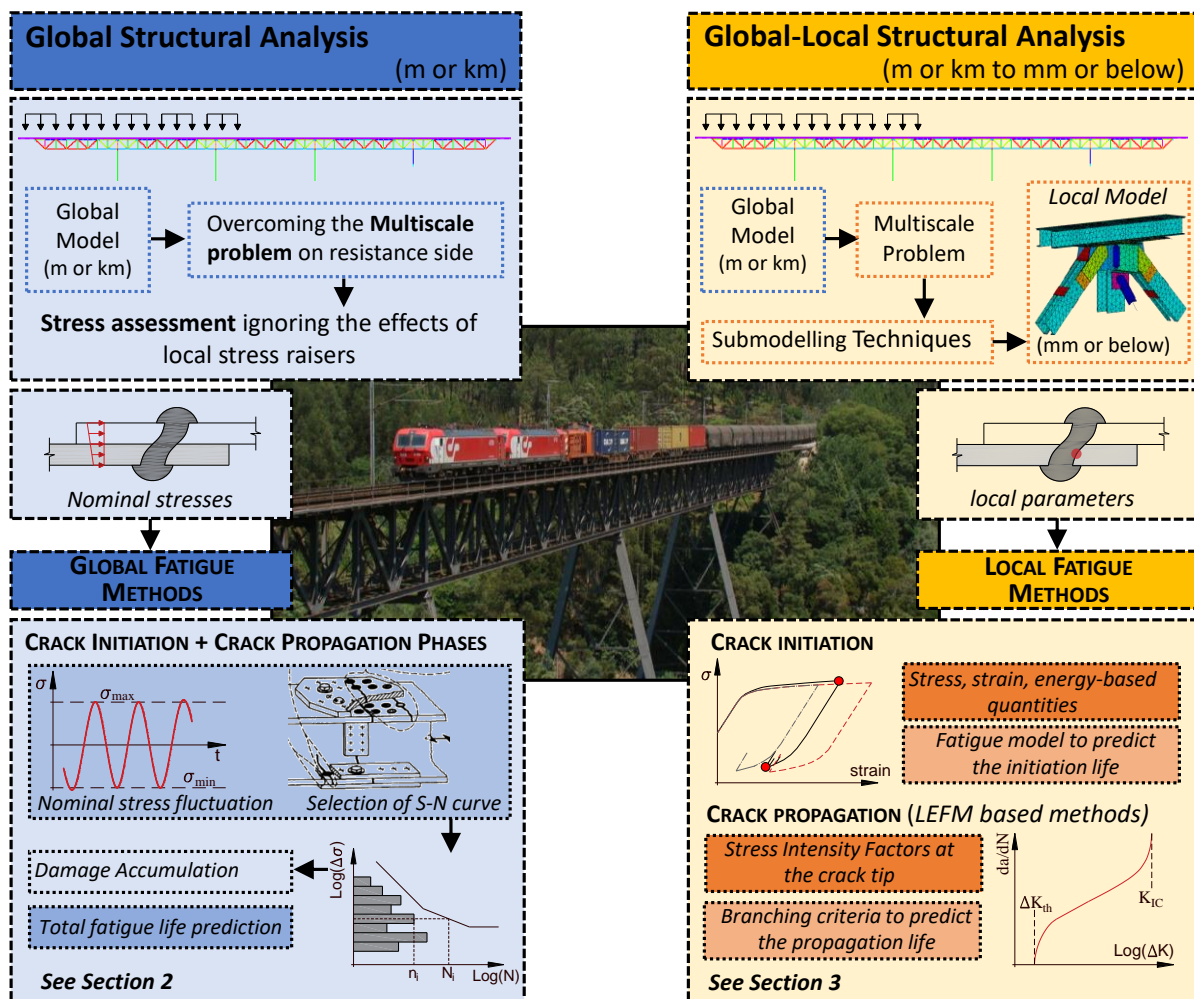 Global Structural Analysis
(m or km)
Global
Model
(m or km)
Overcoming the Multiscale
problem on resistance side
Stress assessment ignoring the effects of
local stress raisers
Nominal stresses
GLOBAL FATIGUE
METHODS
CRACK INITIATION + CRACK PROPAGATION PHASES
σ
σmax
t
σmin
Nominal stress fluctuation
Selection of S-N curve
Damage Accumulation
Total fatigue life prediction
Log(Δσ)
ni
Ni
Log(N)
See Section 2
Global-Local Structural Analysis
(m or km to mm or below)
Global
Model
(m or km)
Multiscale
Problem
Submodelling Techniques
Local Model
(mm or below)
local parameters
LOCAL FATIGUE
METHODS
CRACK INITIATION
σ
strain
Stress, strain, energy-based
quantities
Fatigue model to predict
the initiation life
CRACK PROPAGATION (LEFM based methods)
Stress Intensity Factors at
the crack tip
Branching criteria to predict
the propagation life
da/dN
ΔKth
KIC
Log(ΔK)
See Section 3